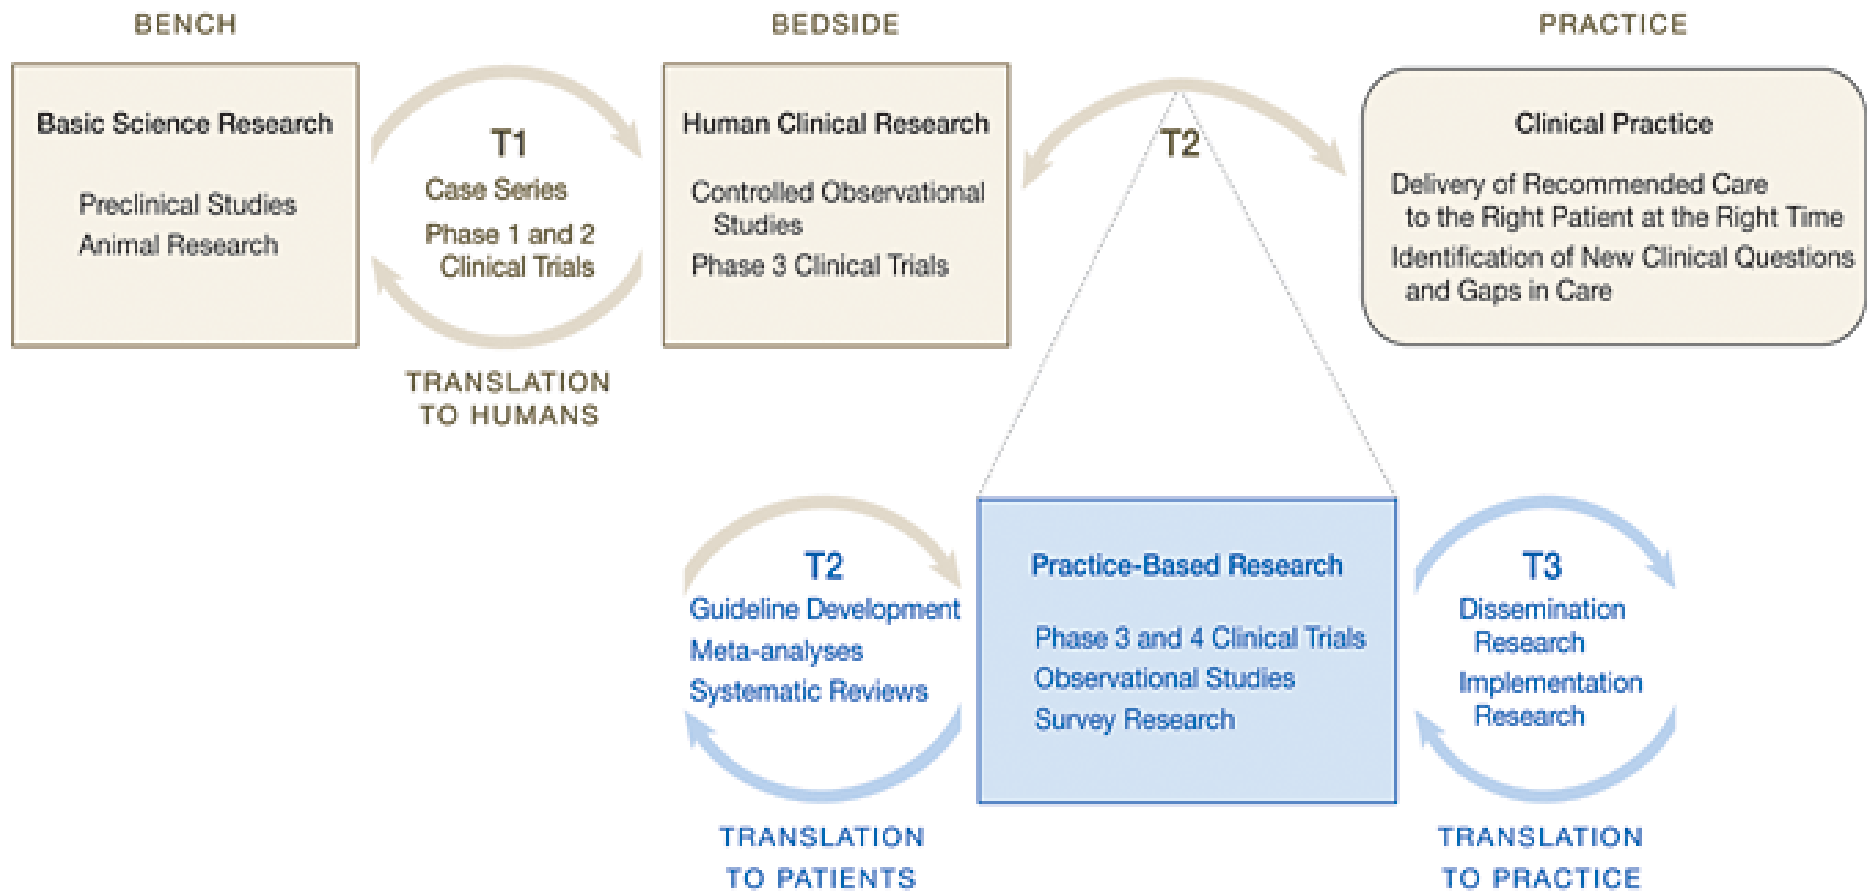 BENCH
BEDSIDE
PRACTICE
Basic Science Research
Preclinical Studies
Animal Research
T1
Case Series
Phase 1 and 2
Clinical Trials
TRANSLATION
TO HUMANS
Human Clinical Research
Controlled Observational
Studies
Phase 3 Clinical Trials
T2
Clinical Practice
Delivery of Recommended Care
to the Right Patient at the Right Time
Identification of New Clinical Questions
and Gaps in Care
T2
Guideline Development
Meta-analyses
Systematic Reviews
TRANSLATION
TO PATIENTS
Practice-Based Research
Phase 3 and 4 Clinical Trials
Observational Studies
Survey Research
T3
Dissemination
Research
Implementation
Research
TRANSLATION
TO PRACTICE